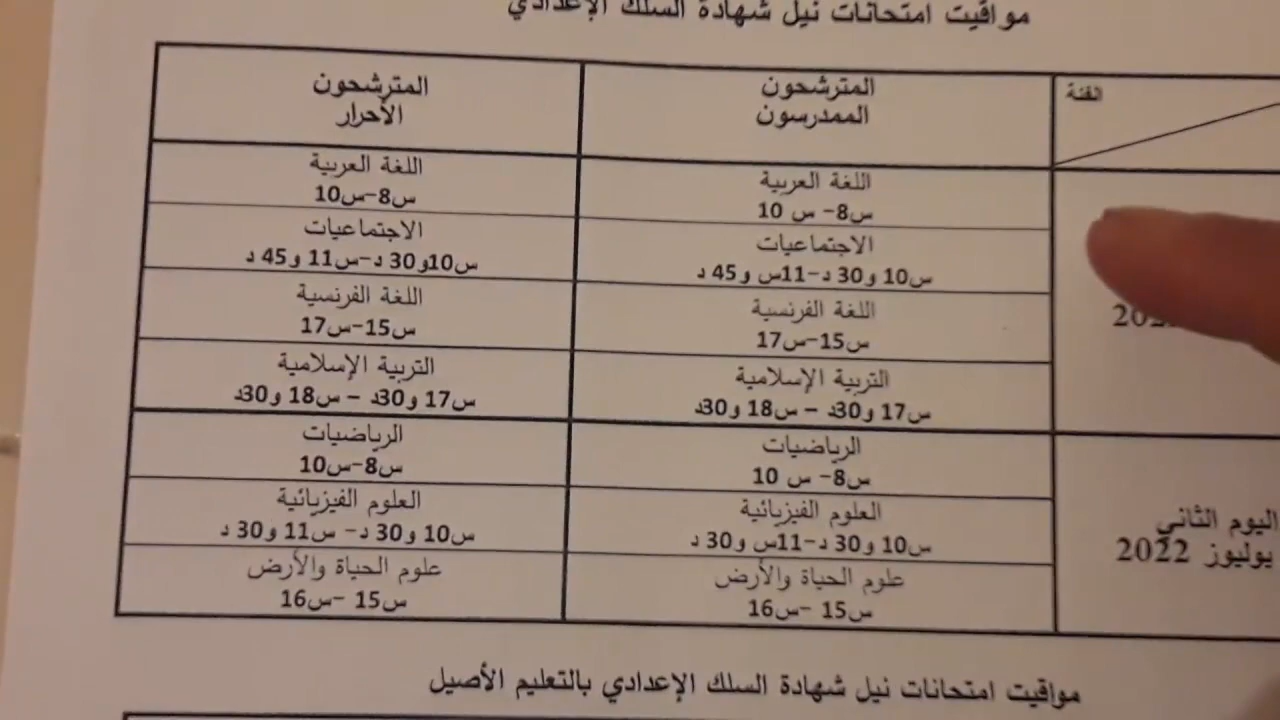 مواقيت امتحانات نيل شهادة السلك الإعدادي
الفئة
المترشحون
الممدرسون
المترشحون
الأحرار
اللغة العربية
س8- س 10
اللغة العربية
س8-س10
الاجتماعيات
س10 و30 د-11س و45 د
الاجتماعيات
س10و30 د-س11 و45 د
اللغة الفرنسية
س15-س17
اللغة الفرنسية
س15-س17
التربية الإسلامية
س17 و30د – س18 و30د
التربية الإسلامية
س17 و30د – س18 و30د
اليوم الثاني
يوليوز 2022
الرياضيات
س8- س 10
الرياضيات
س8-س10
العلوم الفيزيائية
س10 و30 د-11س و30 د
العلوم الفيزيائية
س10 و30 د- س11 و30 د
علوم الحياة والأرض
س15 -س16
علوم الحياة والأرض
س15 -س16
مواقيت امتحانات نيل شهادة السلك الإعدادي بالتعليم الأصيل